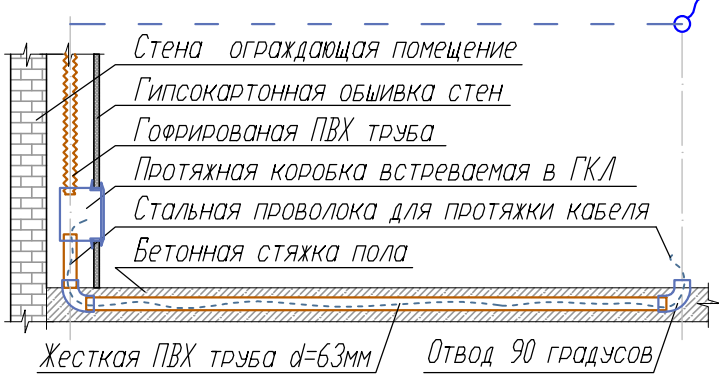 Стена ограждающая помещение
Гипсокартонная обшивка стен
Гофрированая ПВХ труба
Протяжная коробка встреваемая в ГКЛ
Стальная проволока для протяжки кабеля
Бетонная стяжка пола
Жесткая ПВХ труба d=63мм
Отвод 90 градусов